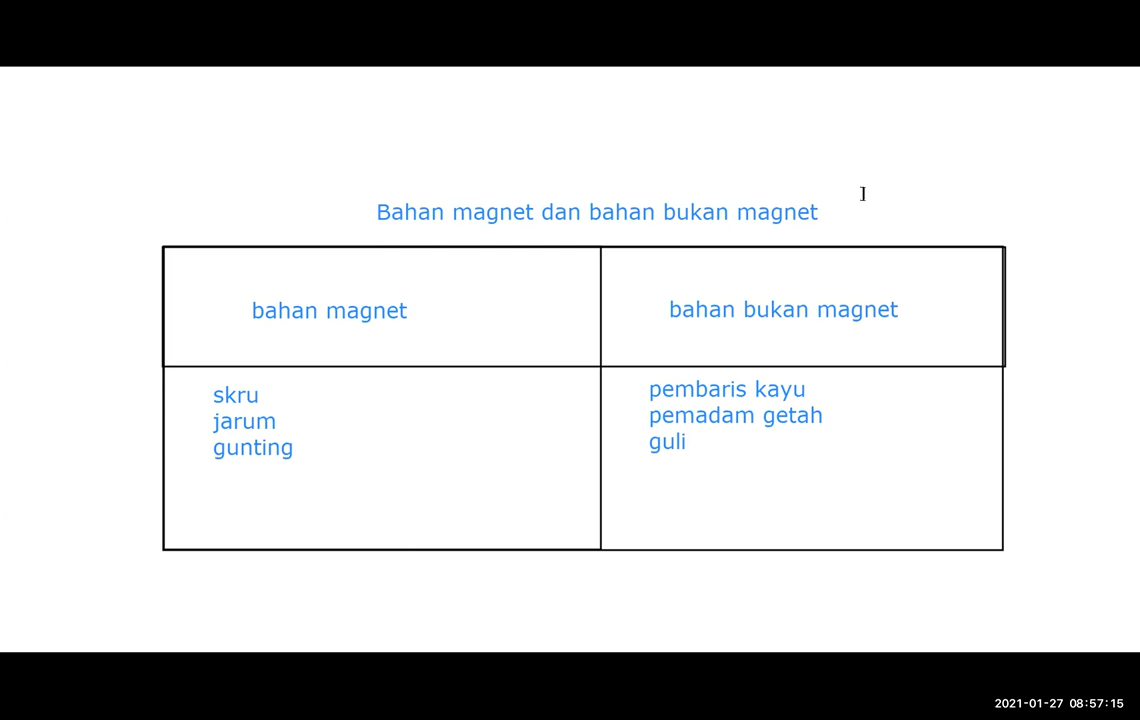 Bahan magnet dan bahan bukan magnet
bahan magnet
bahan bukan magnet
skru
jarum
gunting
pembaris kayu
pemadam getah
guli
2021-01-27 08:57:15